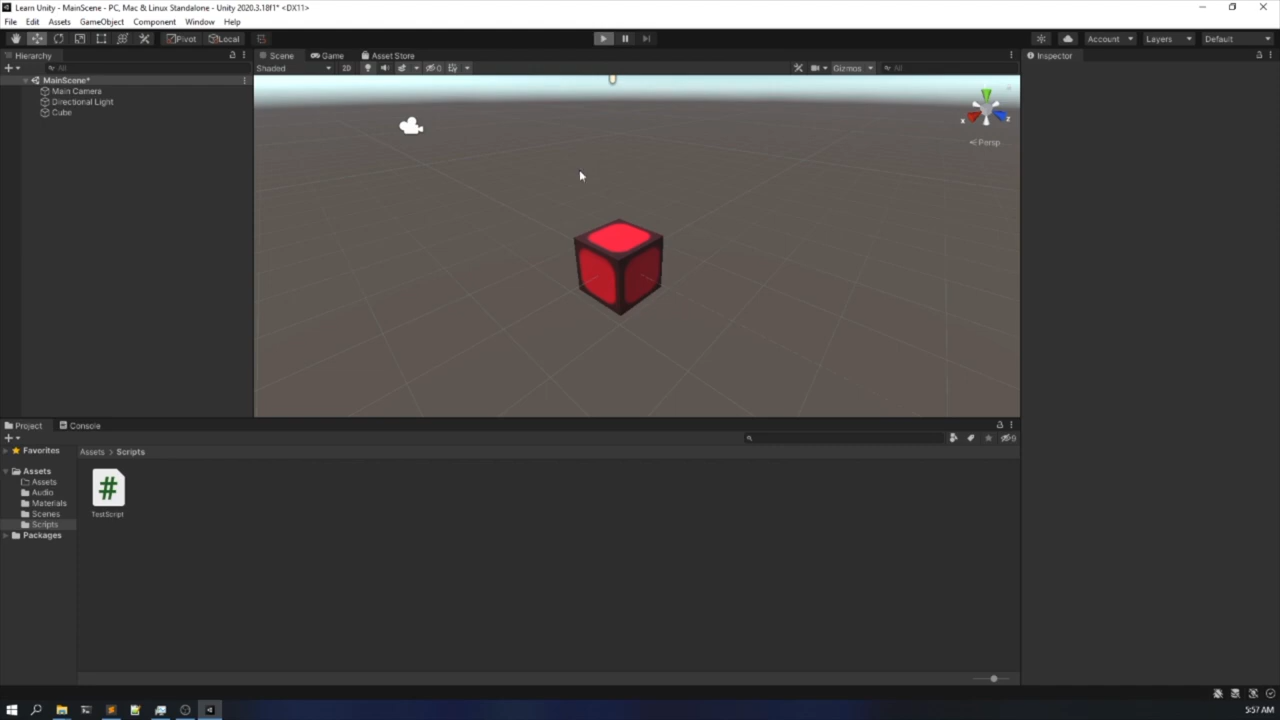 Learn Unity - MainScene - PC, Mac & Linux Standalone - Unity 2020.3.18f1* <DX11>
File Edit Assets GameObject Component Window Help
Pivot Local Account Layers Default
Hierarchy Scene Game Asset Store Inspector
All Shaded 2D 0 Gizmos All
MainScene*
Main Camera
Directional Light
Cube
x z
Persp
Project Console
0
Favorites
Assets > Scripts
Assets
Assets
Audio
Materials
Scenes
Scripts
Packages
#
TestScript
5:57 AM